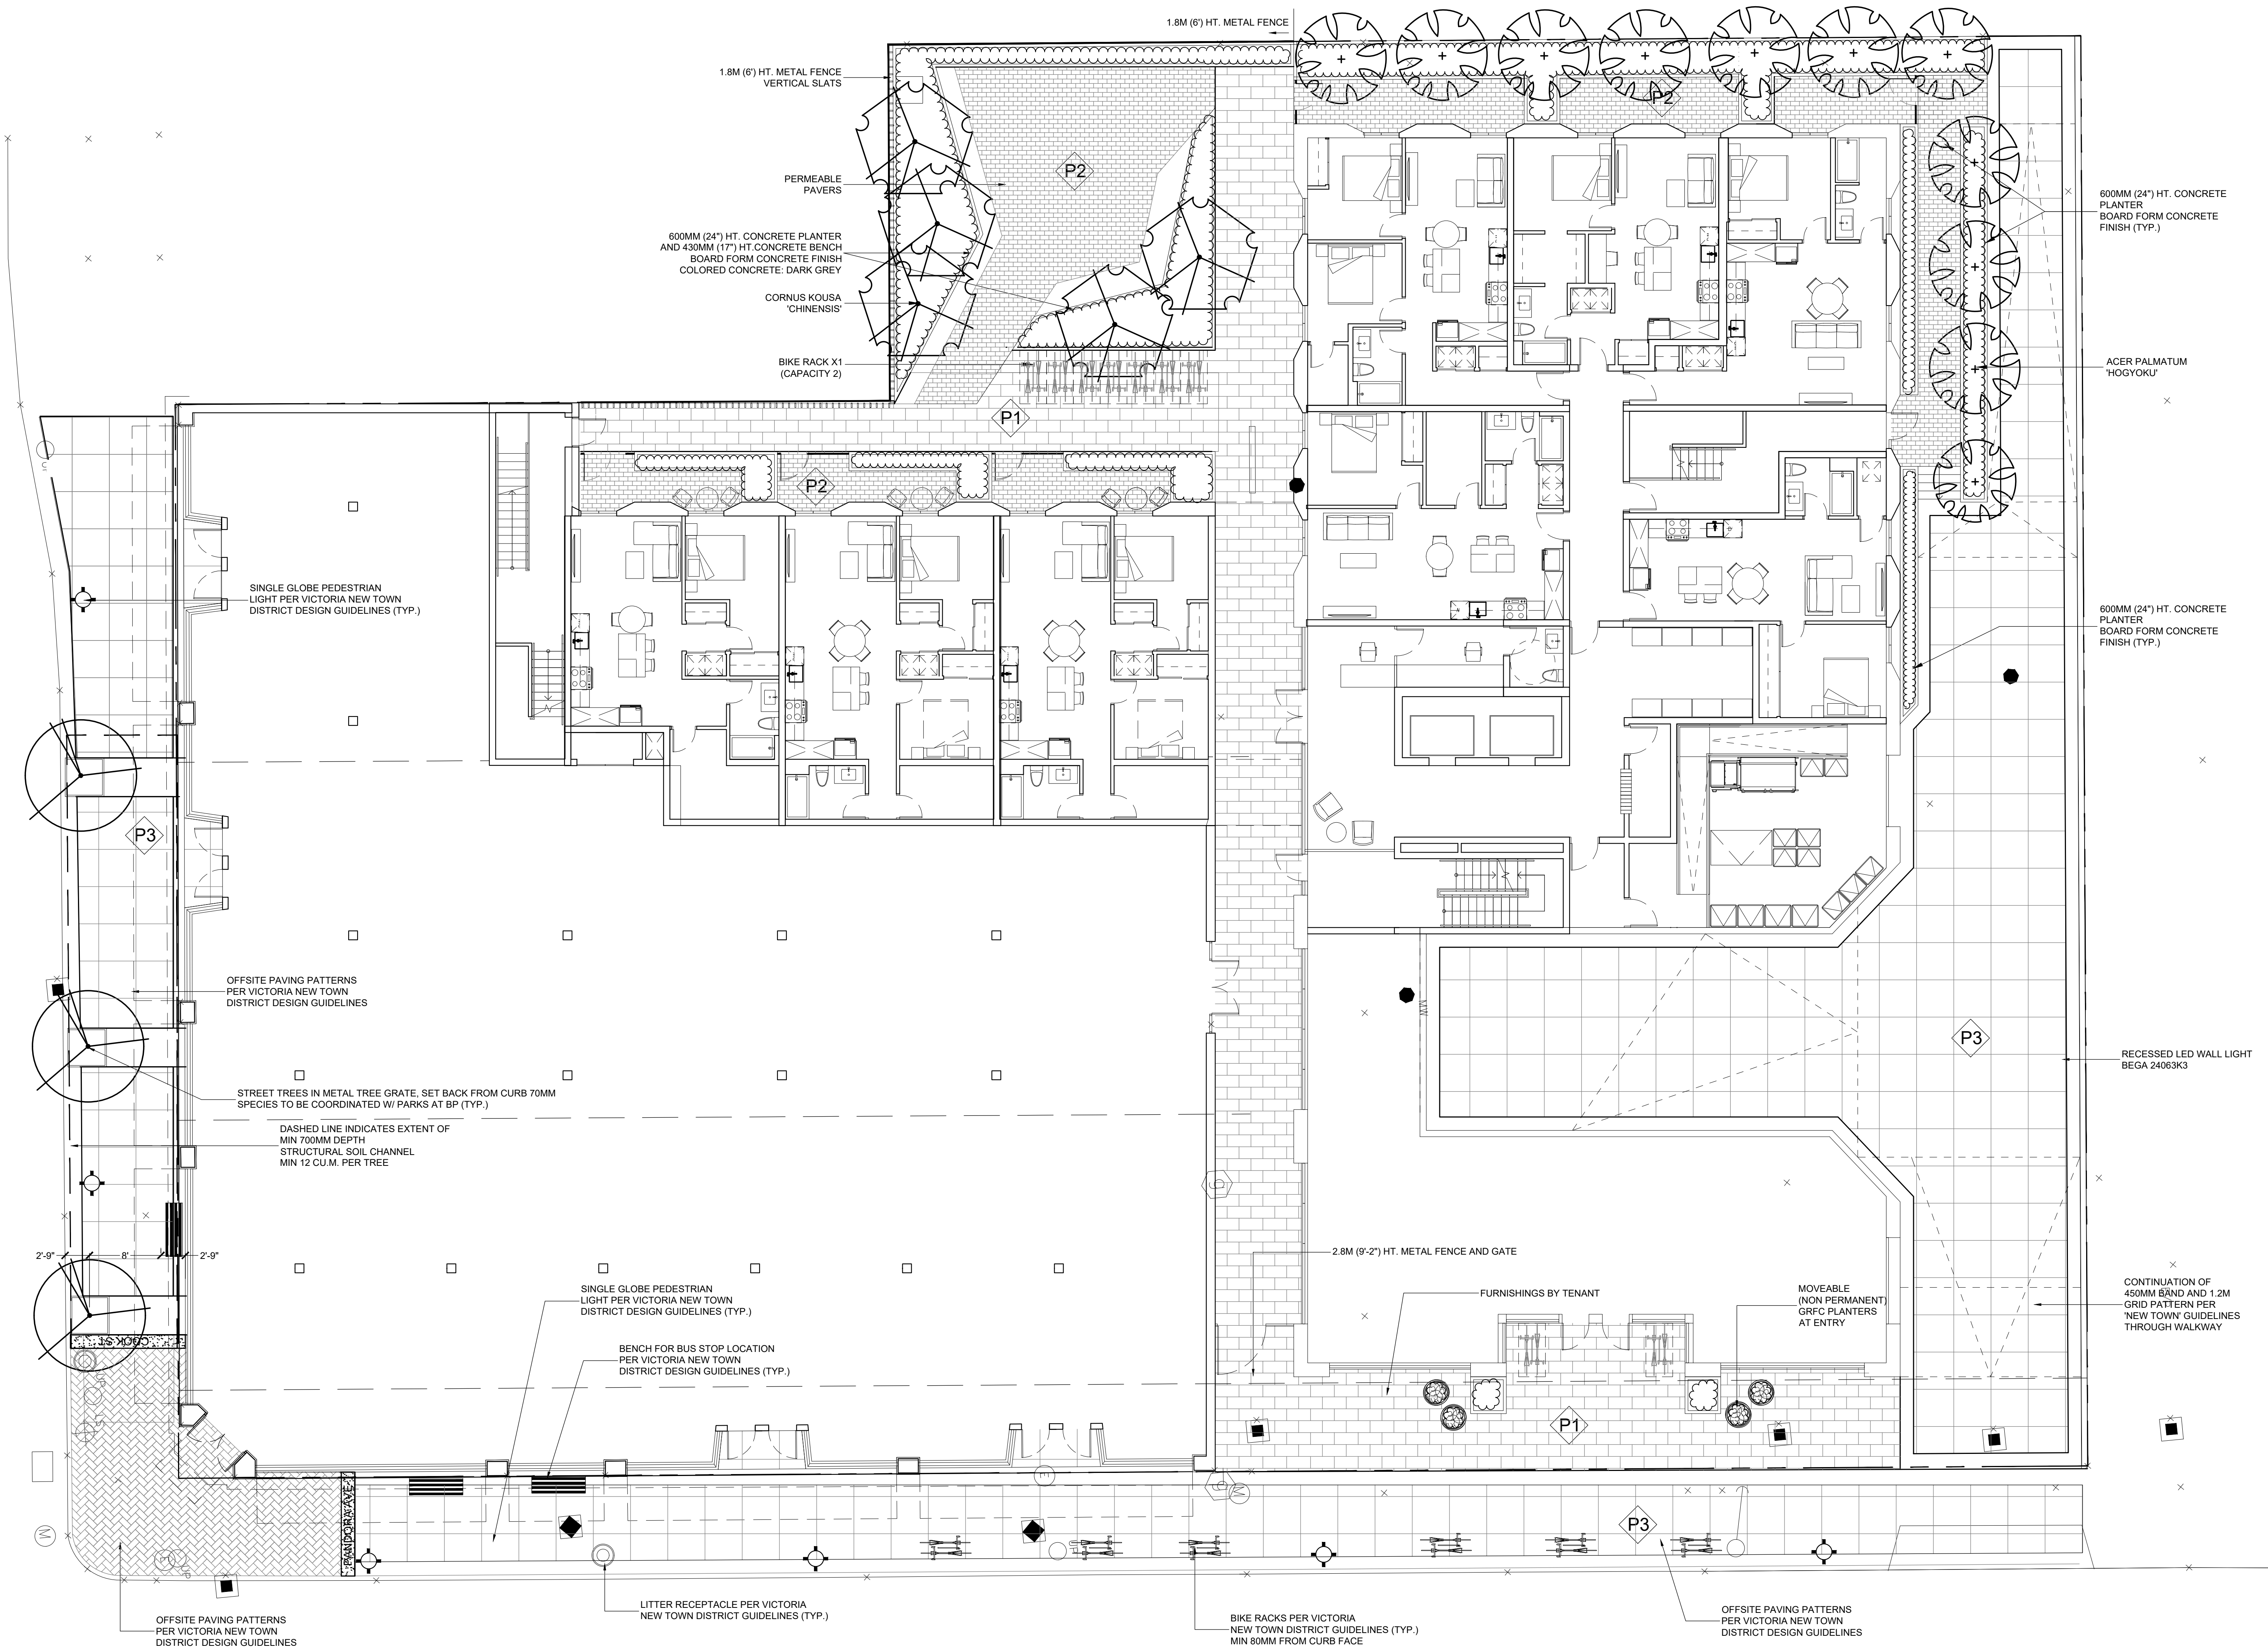 1.8M (6') HT. METAL FENCE
1.8M (6') HT. METAL FENCE
VERTICAL SLATS
P2
P2
PERMEABLE
PAVERS
600MM (24") HT. CONCRETE
PLANTER
BOARD FORM CONCRETE
FINISH (TYP.)
600MM (24") HT. CONCRETE PLANTER
AND 430MM (17") HT.CONCRETE BENCH
BOARD FORM CONCRETE FINISH
COLORED CONCRETE: DARK GREY
CORNUS KOUSA
'CHINENSIS'
BIKE RACK X1
(CAPACITY 2)
ACER PALMATUM
'HOGYOKU'
P1
P2
SINGLE GLOBE PEDESTRIAN
LIGHT PER VICTORIA NEW TOWN
DISTRICT DESIGN GUIDELINES (TYP.)
600MM (24") HT. CONCRETE
PLANTER
BOARD FORM CONCRETE
FINISH (TYP.)
P3
OFFSITE PAVING PATTERNS
PER VICTORIA NEW TOWN
DISTRICT DESIGN GUIDELINES
MW
P3
RECESSED LED WALL LIGHT
BEGA 24063K3
STREET TREES IN METAL TREE GRATE, SET BACK FROM CURB 70MM
SPECIES TO BE COORDINATED W/ PARKS AT BP (TYP.)
DASHED LINE INDICATES EXTENT OF
MIN 700MM DEPTH
STRUCTURAL SOIL CHANNEL
MIN 12 CU.M. PER TREE
2'-9"
8'
2'-9"
2.8M (9'-2") HT. METAL FENCE AND GATE
SINGLE GLOBE PEDESTRIAN
LIGHT PER VICTORIA NEW TOWN
DISTRICT DESIGN GUIDELINES (TYP.)
FURNISHINGS BY TENANT
MOVEABLE
(NON PERMANENT)
GRFC PLANTERS
AT ENTRY
CONTINUATION OF
450MM BAND AND 1.2M
GRID PATTERN PER
'NEW TOWN' GUIDELINES
THROUGH WALKWAY
COOK ST
BENCH FOR BUS STOP LOCATION
PER VICTORIA NEW TOWN
DISTRICT DESIGN GUIDELINES (TYP.)
P1
E
M
PANDORA AVE
P3
M
E
UP
LITTER RECEPTACLE PER VICTORIA
NEW TOWN DISTRICT GUIDELINES (TYP.)
OFFSITE PAVING PATTERNS
PER VICTORIA NEW TOWN
DISTRICT DESIGN GUIDELINES
BIKE RACKS PER VICTORIA
NEW TOWN DISTRICT GUIDELINES (TYP.)
MIN 80MM FROM CURB FACE
OFFSITE PAVING PATTERNS
PER VICTORIA NEW TOWN
DISTRICT DESIGN GUIDELINES